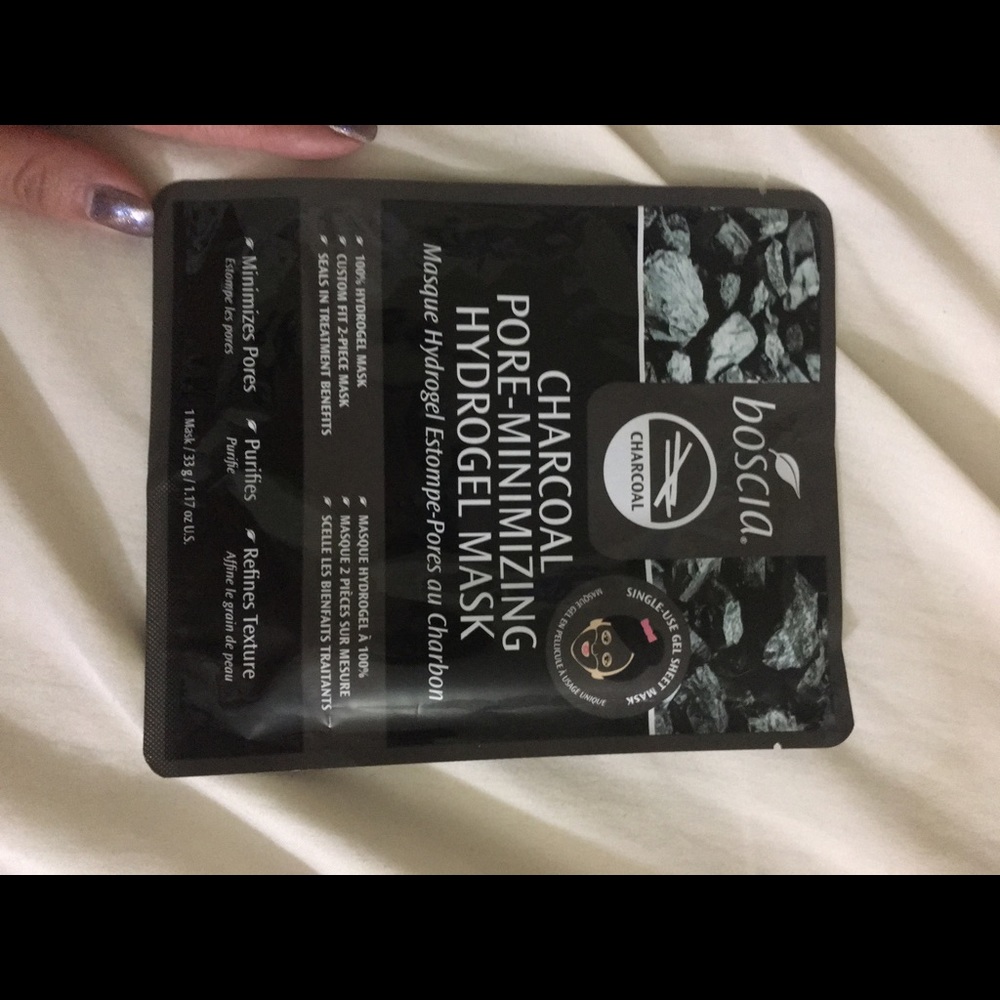 boscia®
CHARCOAL
SINGLE-USE GEL SHEET MASK
MASQUE GEL EN PELLICULE À USAGE UNIQUE
CHARCOAL
PORE-MINIMIZING
HYDROGEL MASK
Masque Hydrogel Estompe-Pores au Charbon
100% HYDROGEL MASK
CUSTOM FIT 2-PIECE MASK
SEALS IN TREATMENT BENEFITS
MASQUE HYDROGEL À 100%
MASQUE 2 PIÈCES SUR MESURE
SCELLE LES BIENFAITS TRAITANTS
Minimizes Pores
Estompe les pores
Purifies
Purifie
Refines Texture
Affine le grain de peau
1 Mask / 33 g / 1.17 oz U.S.